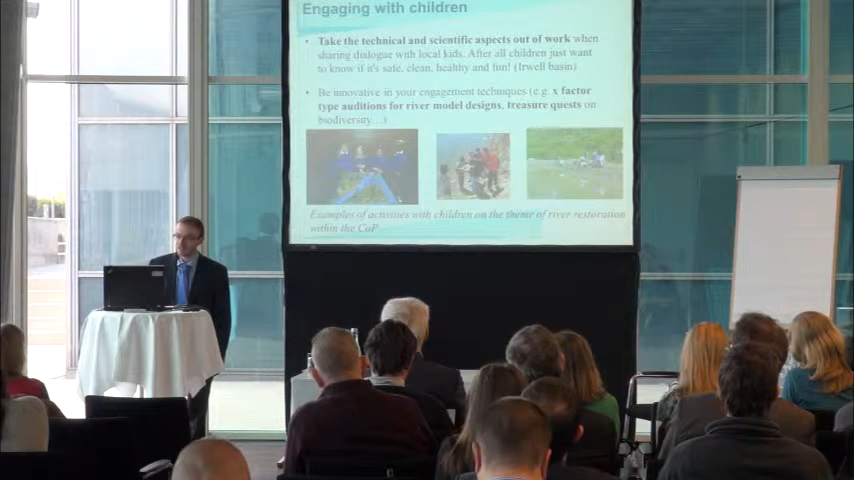 Engaging with children
• Take the technical and scientific aspects out of work when
sharing dialogue with local kids. After all children just want
to know if it's safe, clean, healthy and fun! (Irwell basin)
• Be innovative in your engagement techniques (e.g. x factor
type auditions for river model designs, treasure quests on
biodiversity…)
Examples of activities with children on the theme of river restoration
within the CoP